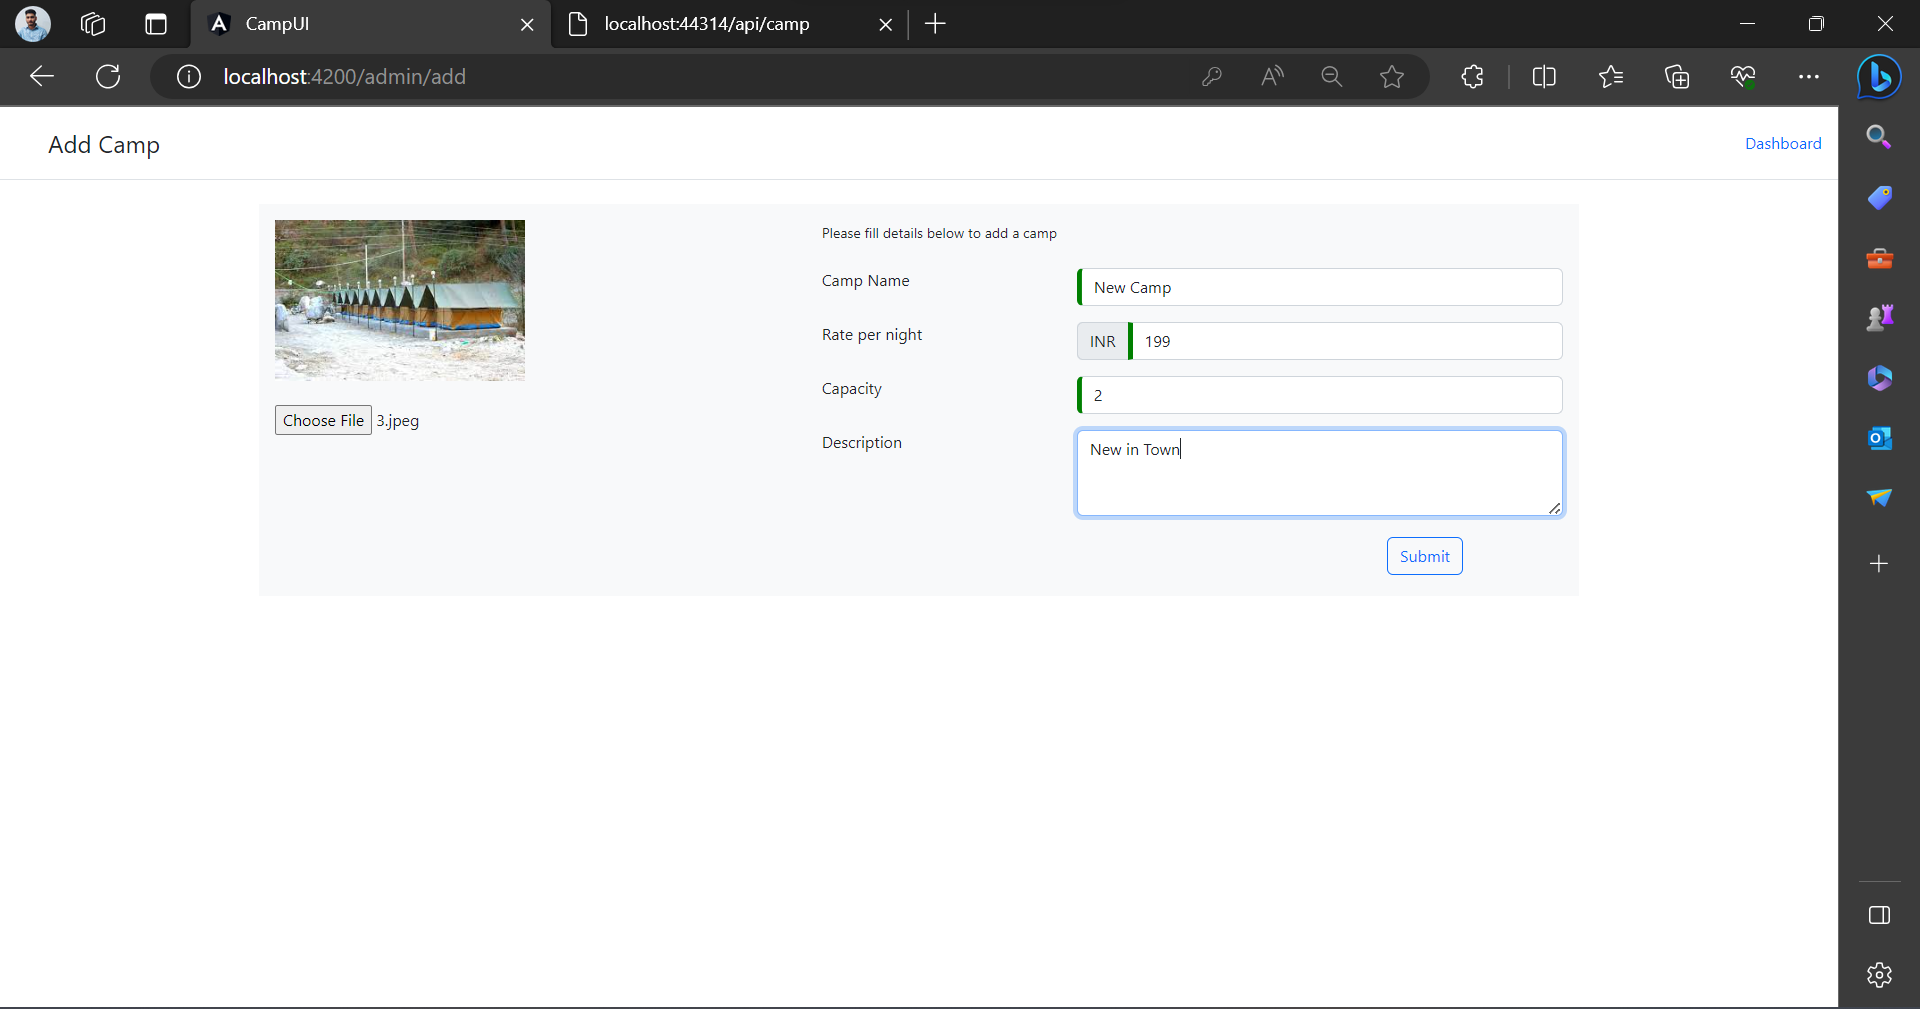 CampUI
localhost:44314/api/camp
localhost:4200/admin/add
Add Camp
Dashboard
Please fill details below to add a camp
Camp Name
New Camp
Rate per night
INR
199
Capacity
2
Choose File 3.jpeg
Description
New in Town
Submit